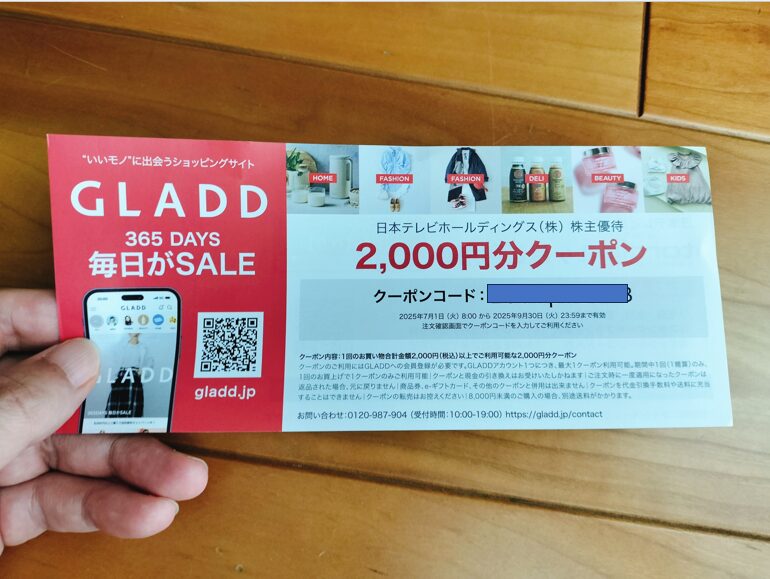 "いいモノ"に出会うショッピングサイト
GLADD
365 DAYS
毎日がSALE
GLADD
GLADD
gladd.jp
HOME
FASHION
FASHION
DELI
BEAUTY
KIDS
日本テレビホールディングス（株）株主優待
2,000円分クーポン
クーポンコード：
2025年7月1日（火）8:00 から 2025年9月30日（火）23:59まで有効
注文確認画面でクーポンコードを入力してご利用ください
クーポン内容：1回のお買い物合計金額2,000円（税込）以上でご利用可能な2,000円分クーポン
クーポンのご利用にはGLADDへの会員登録が必要です。GLADDアカウント1つにつき、最大1クーポン利用可能。期間中1回（1精算）のみ、
1回のお買上げで1クーポンのみご利用可能｜クーポンと現金の引き換えはお受けいたしかねます｜ご注文時に一度適用になったクーポンは、
返品された場合、元に戻りません｜商品券、e-ギフトカード、その他のクーポンと併用は出来ません｜クーポンを代金引換手数料や送料に充当
することはできません｜クーポンの転売はお控えください｜8,000円未満のご購入の場合、別途送料がかかります。
お問い合わせ：0120-987-904（受付時間：10:00-19:00）https://gladd.jp/contact